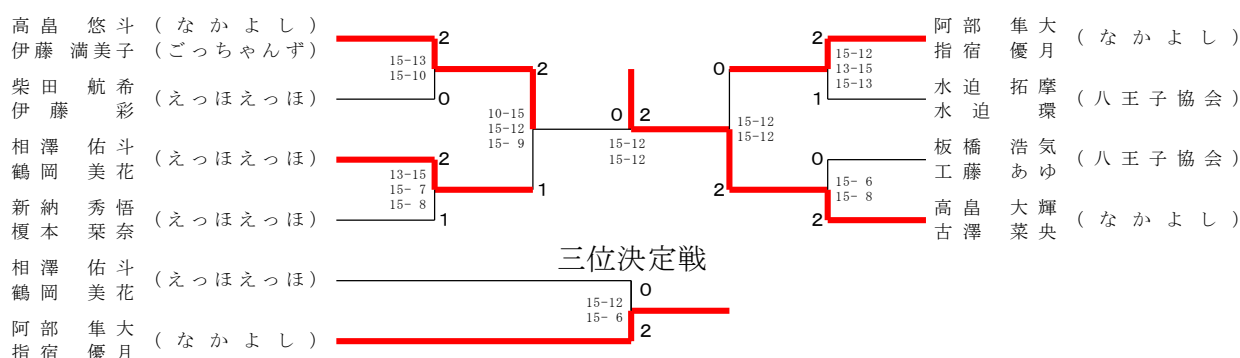 高畠 悠斗 (なかよし)
伊藤 満美子 (ごっちゃんず)
柴田 航希
伊藤 彩
(えっほえっほ)
相澤 佑斗
鶴岡 美花
(えっほえっほ)
新納 秀悟
榎本 栞奈
(えっほえっほ)
2
15-13
15-10
0
2
13-15
15- 7
15- 8
1
2
10-15
15-12
15- 9
1
0 2
15-12
15-12
0
15-12
15-12
2
2
15-12
13-15
15-13
1
0
15- 6
15- 8
2
阿部 隼大
指宿 優月
(なかよし)
水迫 拓摩
水迫 環
(八王子協会)
板橋 浩気
工藤 あゆ
(八王子協会)
高畠 大輝
古澤 菜央
(なかよし)
三位決定戦
相澤 佑斗
鶴岡 美花
(えっほえっほ)
阿部 隼大
指宿 優月
(なかよし)
0
15-12
15- 6
2